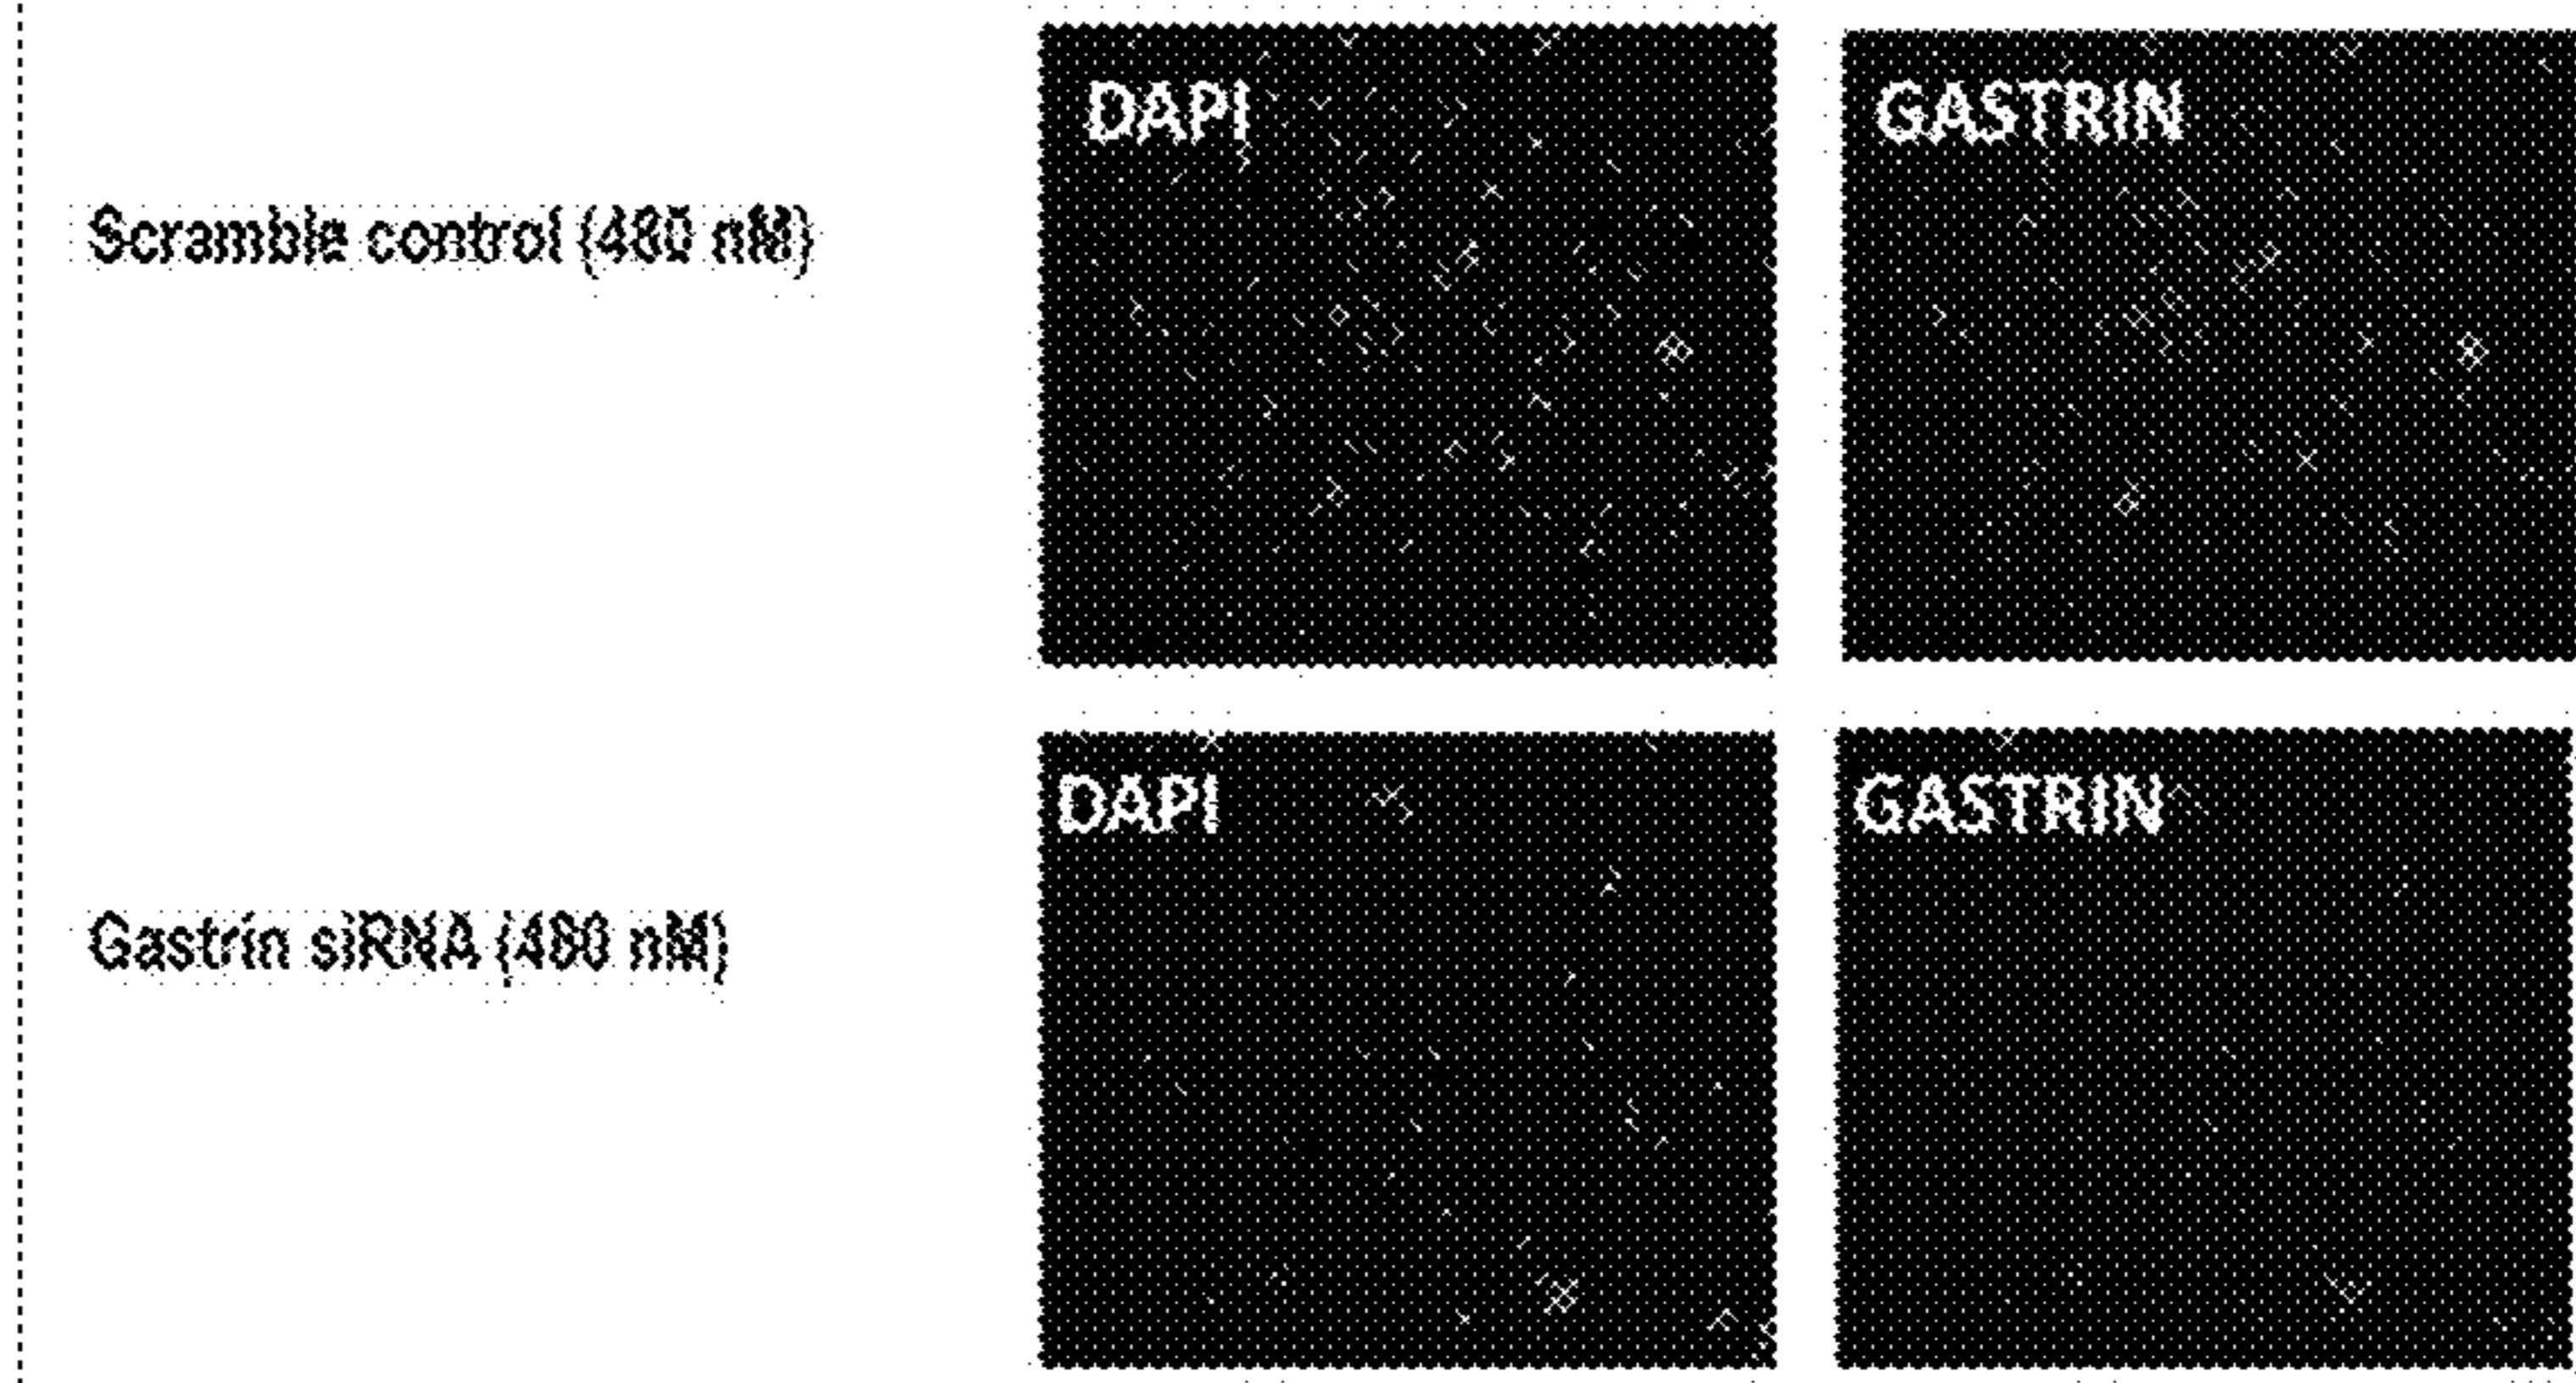 DAPI
GASTRIN
Scramble control (480 nM)
DAPI
GASTRIN
Gastrin siRNA (480 nM)